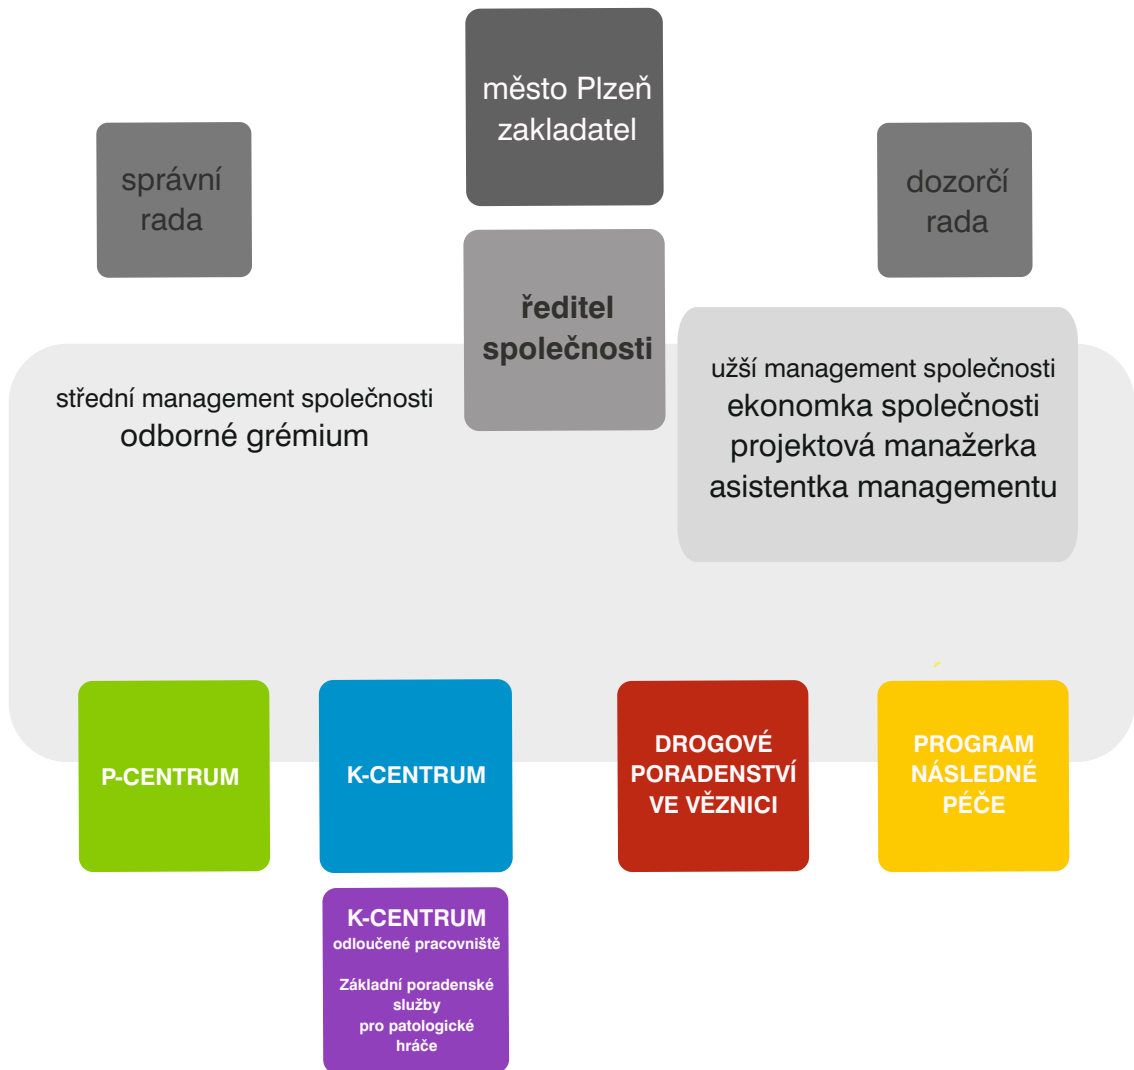 město Plzeň
zakladatel
správní
rada
dozorčí
rada
ředitel
společnosti
střední management společnosti
odborné grémium
užší management společnosti
ekonomka společnosti
projektová manažerka
asistentka managementu
P-CENTRUM
K-CENTRUM
DROGOVÉ
PORADENSTVÍ
VE VĚZNICI
PROGRAM
NÁSLEDNÉ
PÉČE
K-CENTRUM
odloučené pracovniště
Základní poradenské
služby
pro patologické
hráče